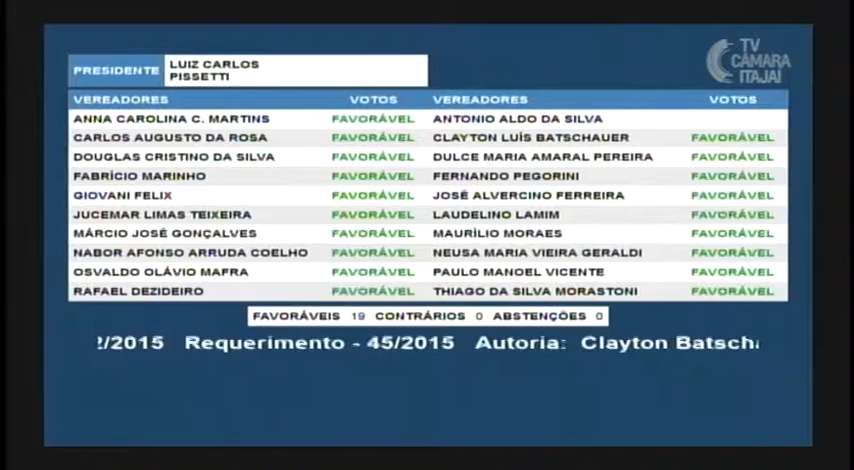 PRESIDENTE LUIZ CARLOS PISSETTI
TV CÂMARA ITAJAÍ
VEREADORES VOTOS VEREADORES VOTOS
ANNA CAROLINA C. MARTINS FAVORÁVEL ANTONIO ALDO DA SILVA
CARLOS AUGUSTO DA ROSA FAVORÁVEL CLAYTON LUÍS BATSCHAUER FAVORÁVEL
DOUGLAS CRISTINO DA SILVA FAVORÁVEL DULCE MARIA AMARAL PEREIRA FAVORÁVEL
FABRÍCIO MARINHO FAVORÁVEL FERNANDO PEGORINI FAVORÁVEL
GIOVANI FELIX FAVORÁVEL JOSÉ ALVERCINO FERREIRA FAVORÁVEL
JUCEMAR LIMAS TEIXEIRA FAVORÁVEL LAUDELINO LAMIM FAVORÁVEL
MÁRCIO JOSÉ GONÇALVES FAVORÁVEL MAURÍLIO MORAES FAVORÁVEL
NABOR AFONSO ARRUDA COELHO FAVORÁVEL NEUSA MARIA VIEIRA GERALDI FAVORÁVEL
OSVALDO OLÁVIO MAFRA FAVORÁVEL PAULO MANOEL VICENTE FAVORÁVEL
RAFAEL DEZIDEIRO FAVORÁVEL THIAGO DA SILVA MORASTONI FAVORÁVEL
FAVORÁVEIS 19 CONTRÁRIOS 0 ABSTENÇÕES 0
2/2015 Requerimento - 45/2015 Autoria: Clayton Batscha